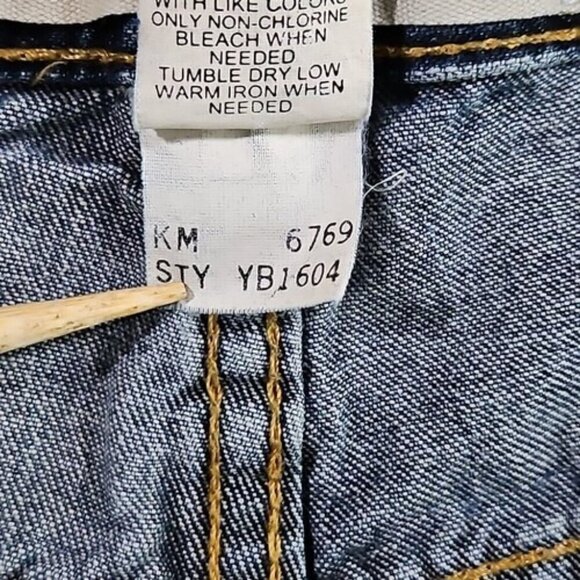 WITH LIKE COLORS
ONLY NON-CHLORINE
BLEACH WHEN
NEEDED
TUMBLE DRY LOW
WARM IRON WHEN
NEEDED
KM 6769
STY YB1604